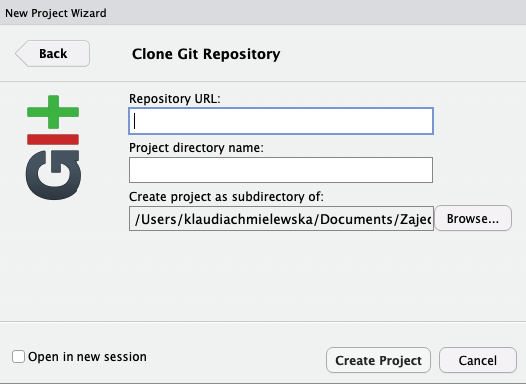 New Project Wizard
Back
Clone Git Repository
git
Repository URL:
Project directory name:
Create project as subdirectory of:
/Users/klaudiachmielewska/Documents/Zajec
Browse...
Open in new session
Create Project
Cancel